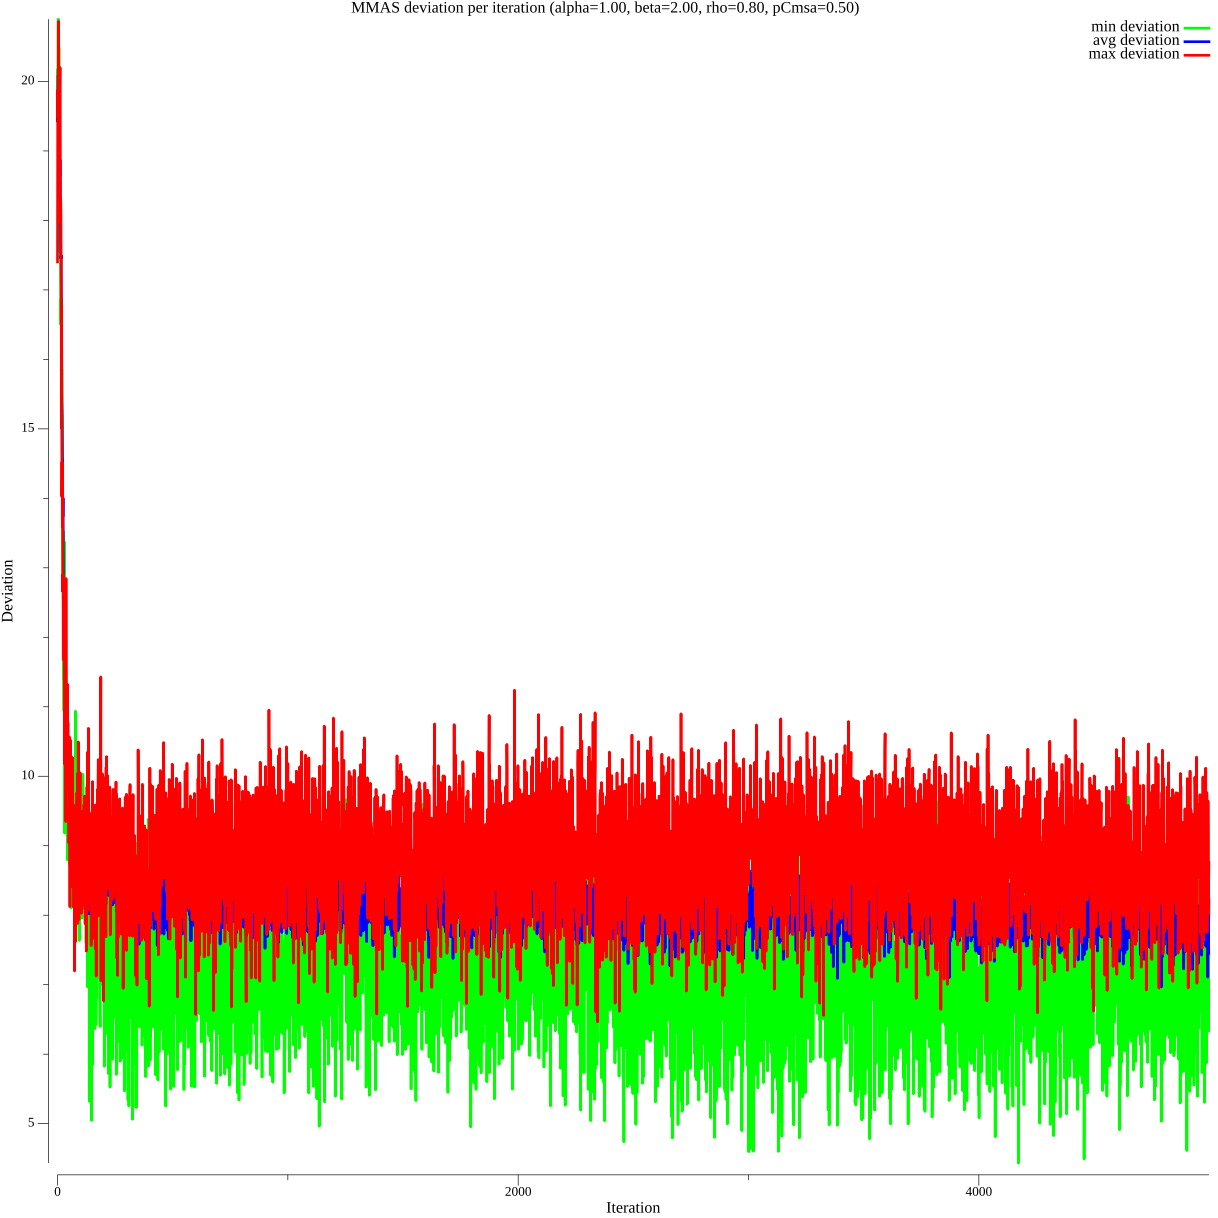 MMAS deviation per iteration (alpha=1.00, beta=2.00, rho=0.80, pCmsa=0.50)
min deviation
avg deviation
max deviation
20
15
10
5
Deviation
0
2000
4000
Iteration